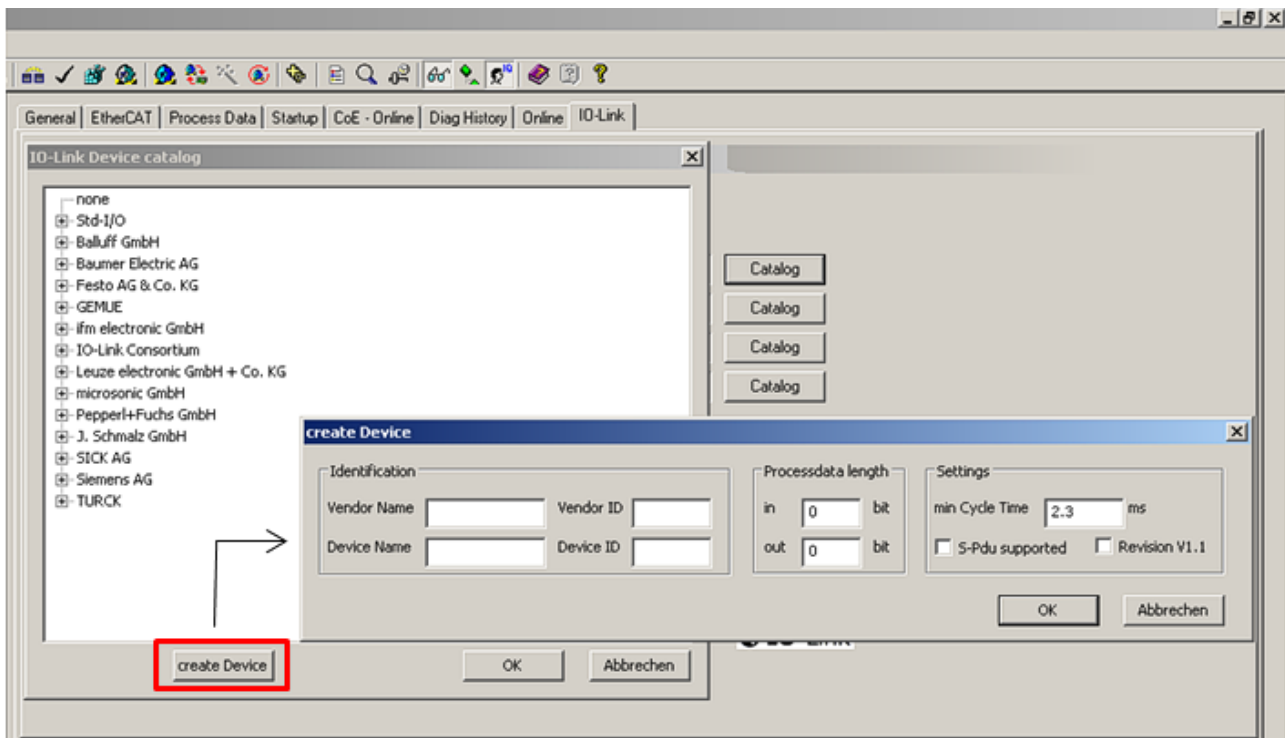 General EtherCAT Process Data Startup CoE - Online Diag History Online IO-Link
IO-Link Device catalog
none
Std-I/O
Balluff GmbH
Baumer Electric AG
Festo AG & Co. KG
GEMUE
ifm electronic GmbH
IO-Link Consortium
Leuze electronic GmbH + Co. KG
microsonic GmbH
Pepperl+Fuchs GmbH
J. Schmalz GmbH
SICK AG
Siemens AG
TURCK
Catalog
Catalog
Catalog
Catalog
create Device
Identification
Vendor Name Vendor ID
Device Name Device ID
Processdata length
in 0 bit
out 0 bit
Settings
min Cycle Time 2.3 ms
S-Pdu supported Revision V1.1
OK Abbrechen
create Device OK Abbrechen